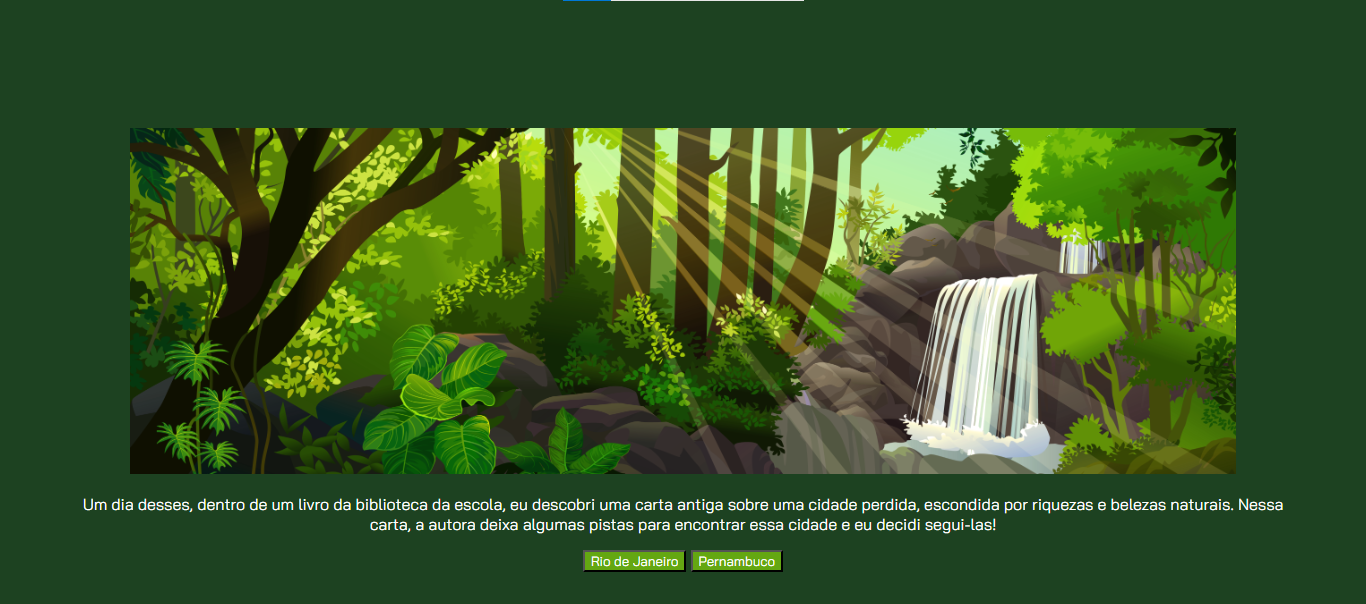 Um dia desses, dentro de um livro da biblioteca da escola, eu descobri uma carta antiga sobre uma cidade perdida, escondida por riquezas e belezas naturais. Nessa
carta, a autora deixa algumas pistas para encontrar essa cidade e eu decidi segui-las!
Rio de Janeiro Pernambuco